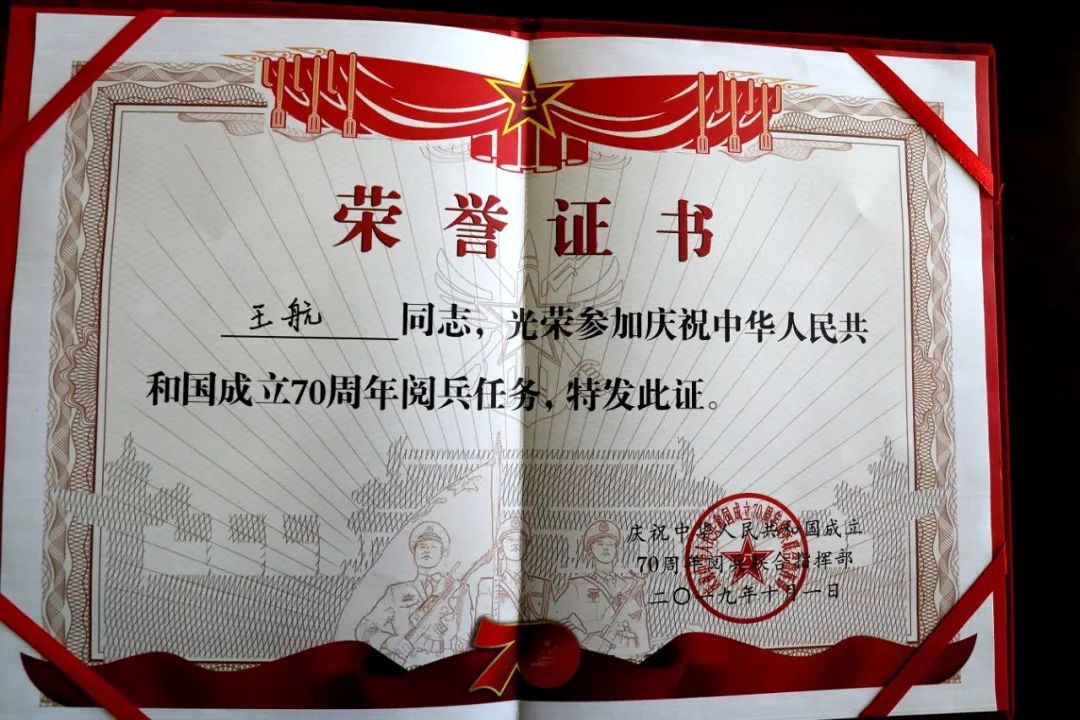 荣誉证书
王航 同志，光荣参加庆祝中华人民共
和国成立70周年阅兵任务，特发此证。
庆祝中华人民共和国成立
70周年阅兵联合指挥部
二〇一九年十月一日